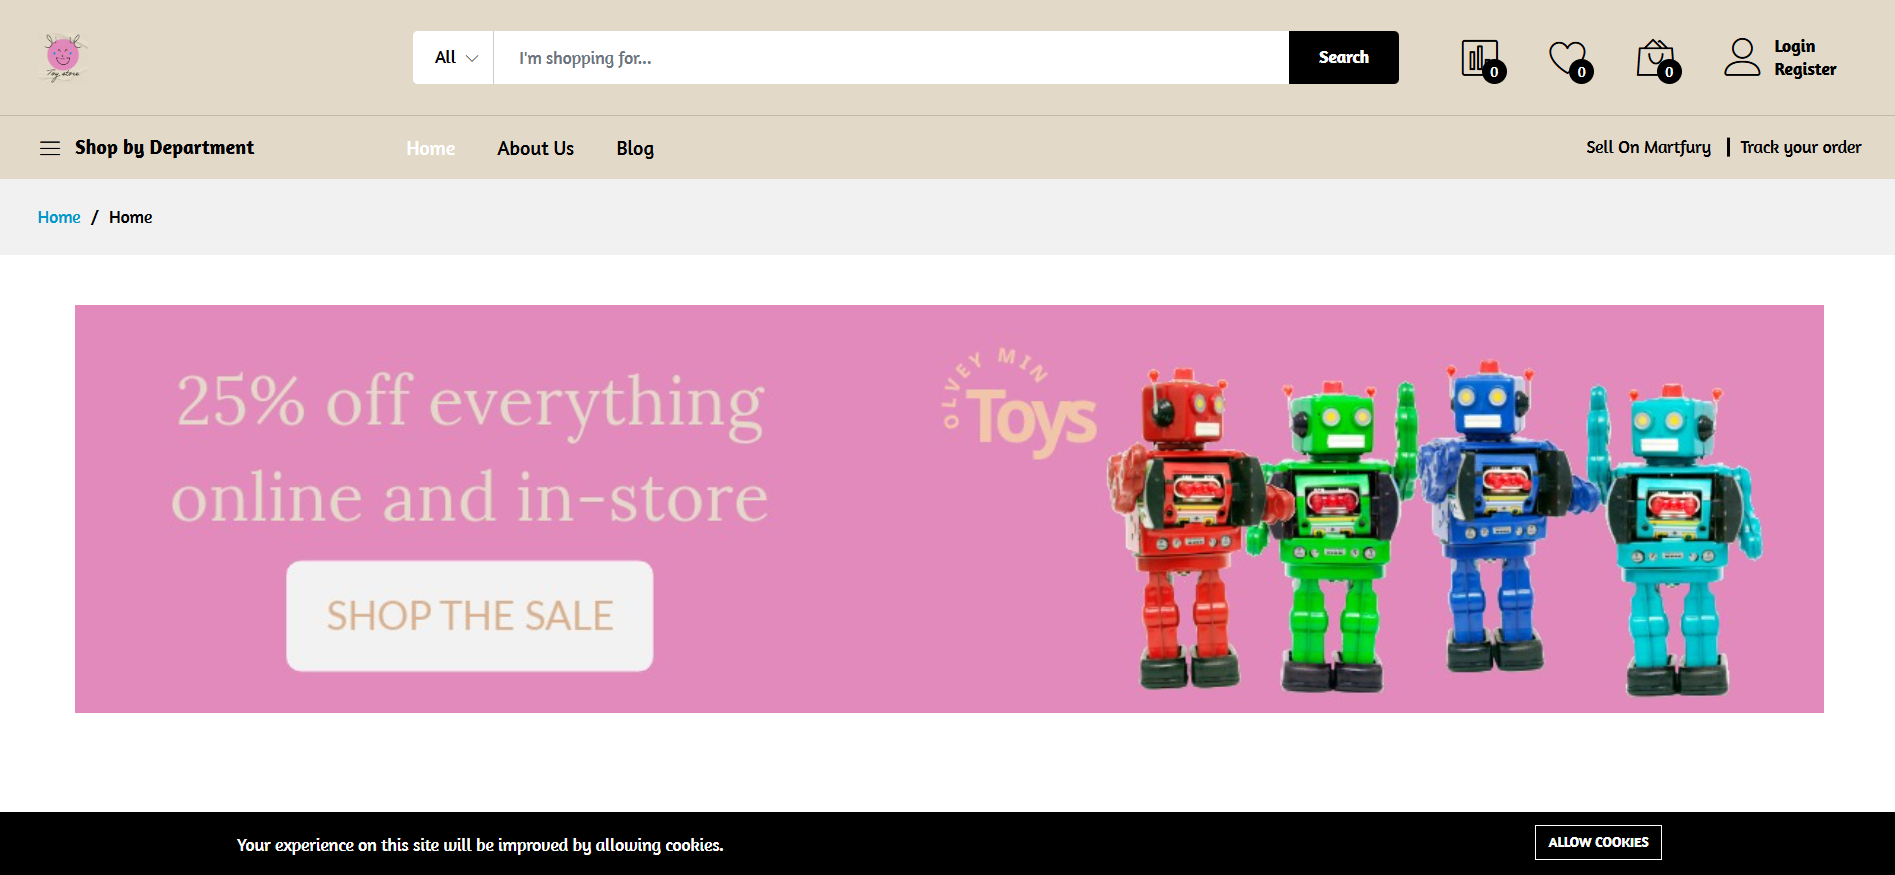 Toy store
All
I'm shopping for...
Search
0
0
0
Login
Register
Shop by Department
Home
About Us
Blog
Sell On Martfury
Track your order
Home / Home
25% off everything
online and in-store
SHOP THE SALE
OLVEY MIN
Toys
Your experience on this site will be improved by allowing cookies.
ALLOW COOKIES